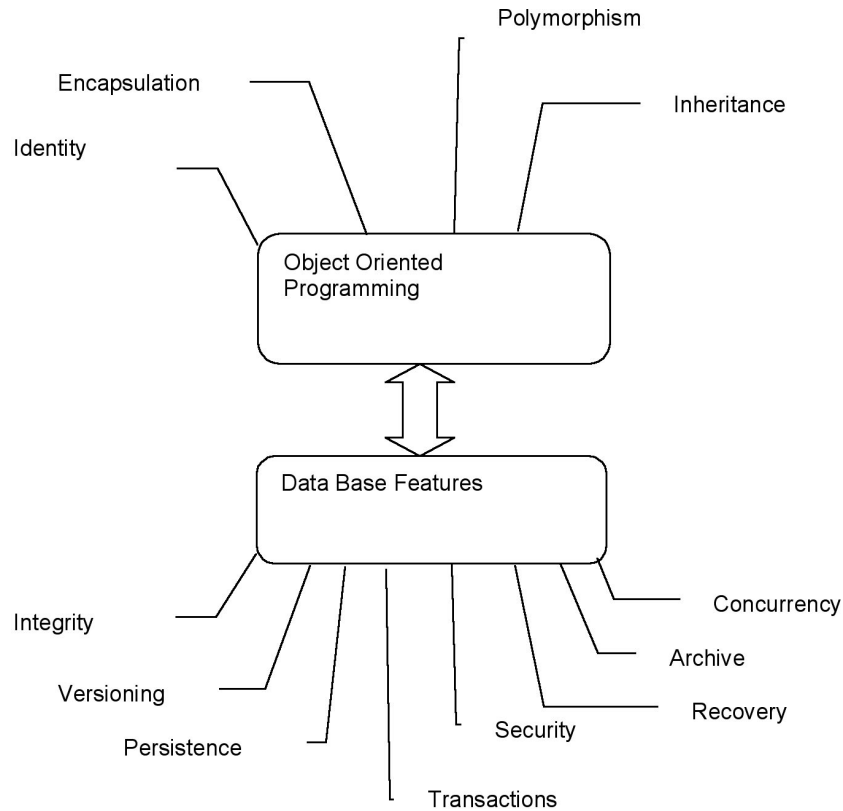 Polymorphism
Encapsulation
Inheritance
Identity
Object Oriented
Programming
Data Base Features
Concurrency
Integrity
Archive
Versioning
Recovery
Security
Persistence
Transactions